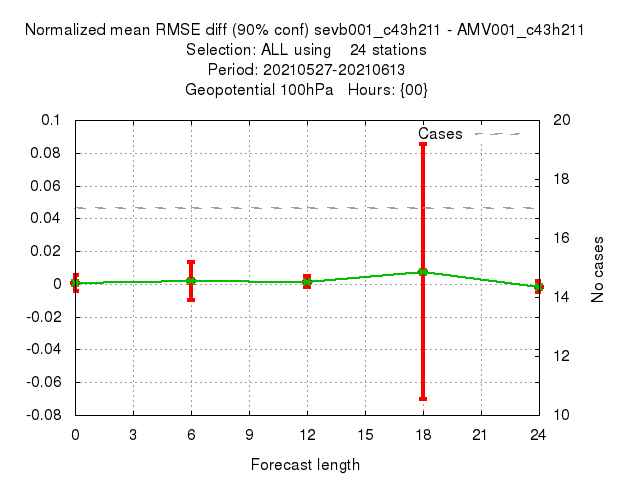 Normalized mean RMSE diff (90% conf) sevb001_c43h211 - AMV001_c43h211
Selection: ALL using    24 stations
Period: 20210527-20210613
Geopotential 100hPa   Hours: {00}
Cases
0.1
0.08
0.06
0.04
0.02
0
-0.02
-0.04
-0.06
-0.08
20
18
16
14
12
10
No cases
0 3 6 9 12 15 18 21 24
Forecast length